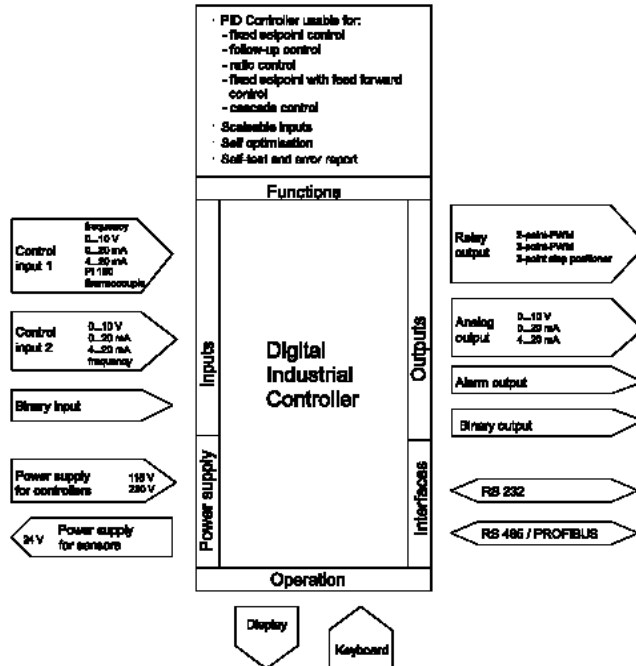 · PID Controller usable for:
- fixed setpoint control
- follow-up control
- ratio control
- fixed setpoint with feed forward
control
- cascade control
· Scaleable inputs
· Self optimisation
· Self-test and error report
Functions
Control
input 1
frequency
0...10 V
0...20 mA
4...20 mA
Pt 100
thermocouple
Control
input 2
0...10 V
0...20 mA
4...20 mA
frequency
Binary input
Power supply
for controllers
115 V
230 V
24 V
Power supply
for sensors
Inputs
Power supply
Digital
Industrial
Controller
Outputs
Interfaces
Relay
output
2-point-PWM
3-point-PWM
3-point step positioner
Analog
output
0...10 V
0...20 mA
4...20 mA
Alarm output
Binary output
RS 232
RS 485 / PROFIBUS
Operation
Display
Keyboard